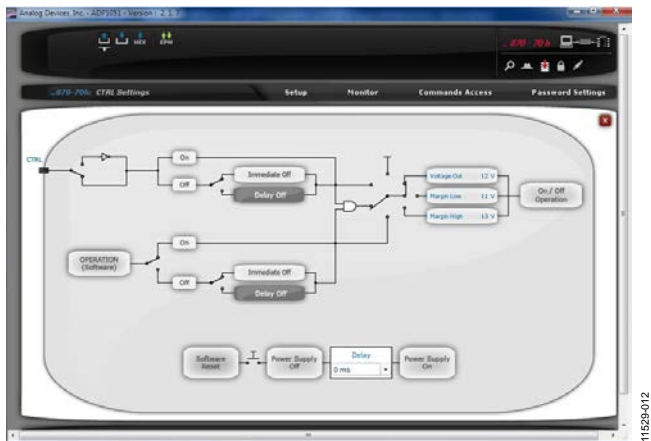 Analog Devices, Inc. - ADP1051 - Version : 2.1.7
HEX
EPM
...870-70h
...870-70h: CTRL Settings
Setup
Monitor
Commands Access
Password Settings
CTRL
On
Off
Immediate Off
Delay Off
Voltage Out 12 V
Margin Low 11 V
Margin High 13 V
On / Off
Operation
OPERATION
(Software)
On
Off
Immediate Off
Delay Off
Software
Reset
Power Supply
Off
Delay
0 ms
Power Supply
On
11529-012